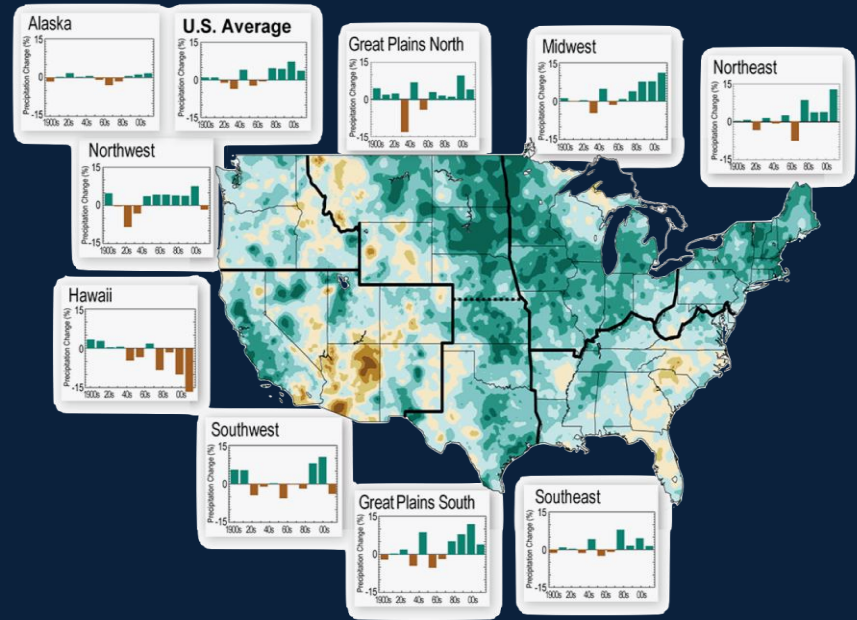 Alaska
Precipitation Change (%)
15
0
-15
1900s 20s 40s 60s 80s 00s
U.S. Average
Precipitation Change (%)
15
0
-15
1900s 20s 40s 60s 80s 00s
Great Plains North
Precipitation Change (%)
15
0
-15
1900s 20s 40s 60s 80s 00s
Midwest
Precipitation Change (%)
15
0
-15
1900s 20s 40s 60s 80s 00s
Northeast
Precipitation Change (%)
15
0
-15
1900s 20s 40s 60s 80s 00s
Northwest
Precipitation Change (%)
15
0
-15
1900s 20s 40s 60s 80s 00s
Hawaii
Precipitation Change (%)
15
0
-15
1900s 20s 40s 60s 80s 00s
Southwest
Precipitation Change (%)
15
0
-15
1900s 20s 40s 60s 80s 00s
Great Plains South
Precipitation Change (%)
15
0
-15
1900s 20s 40s 60s 80s 00s
Southeast
Precipitation Change (%)
15
0
-15
1900s 20s 40s 60s 80s 00s